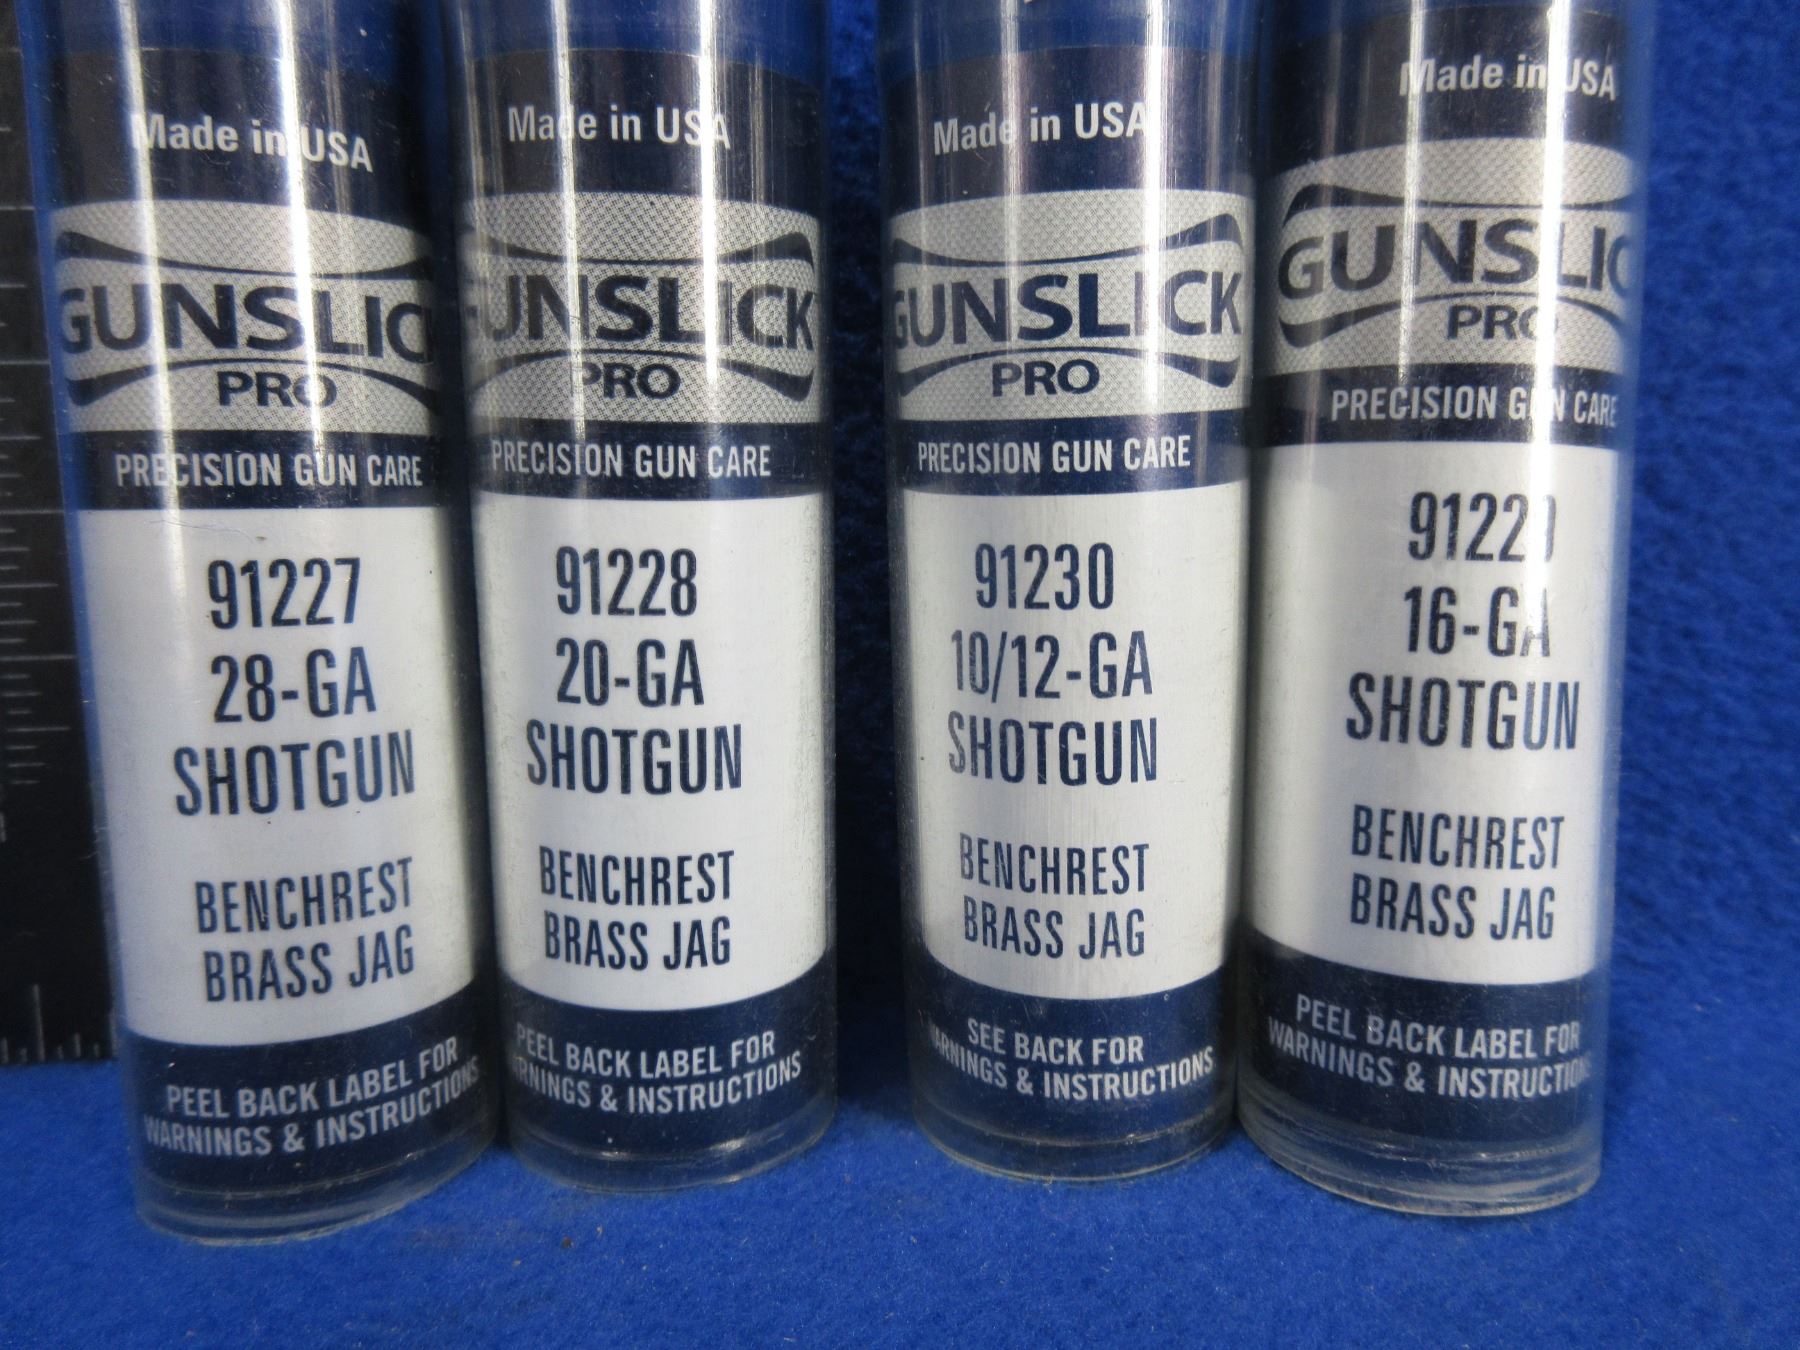 Made in USA
GUNSLICK
PRO
PRECISION GUN CARE
91227
28-GA
SHOTGUN
BENCHREST
BRASS JAG
PEEL BACK LABEL FOR
WARNINGS & INSTRUCTIONS
Made in USA
GUNSLICK
PRO
PRECISION GUN CARE
91228
20-GA
SHOTGUN
BENCHREST
BRASS JAG
PEEL BACK LABEL FOR
WARNINGS & INSTRUCTIONS
Made in USA
GUNSLICK
PRO
PRECISION GUN CARE
91230
10/12-GA
SHOTGUN
BENCHREST
BRASS JAG
SEE BACK FOR
WARNINGS & INSTRUCTIONS
Made in USA
GUNSLICK
PRO
PRECISION GUN CARE
91229
16-GA
SHOTGUN
BENCHREST
BRASS JAG
PEEL BACK LABEL FOR
WARNINGS & INSTRUCTIONS